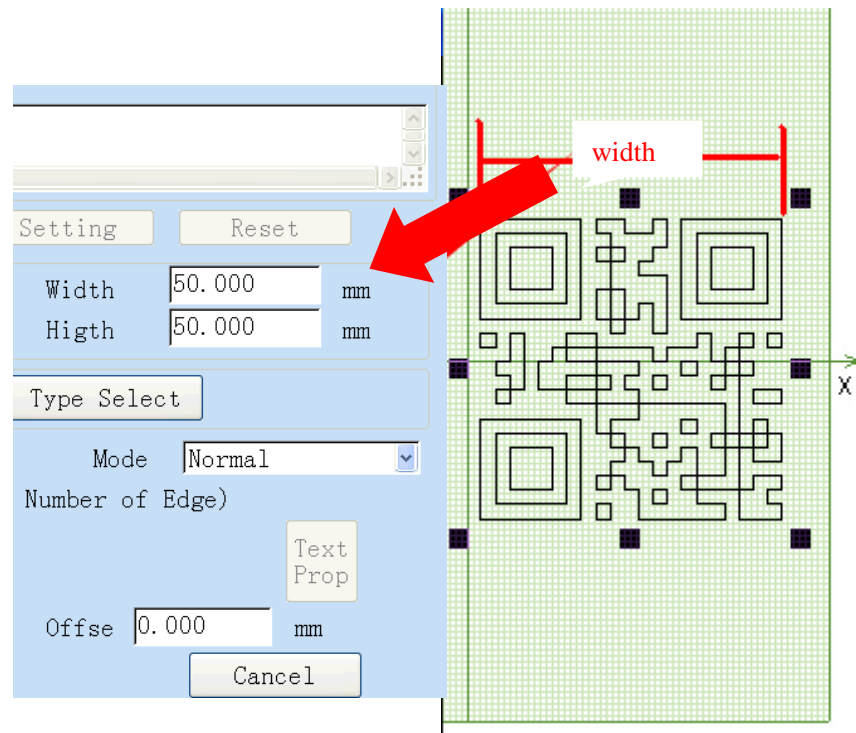 width
Setting Reset
Width 50.000 mm
Higth 50.000 mm
Type Select
X
Mode Normal
Number of Edge)
Text
Prop
Offse 0.000 mm
Cancel